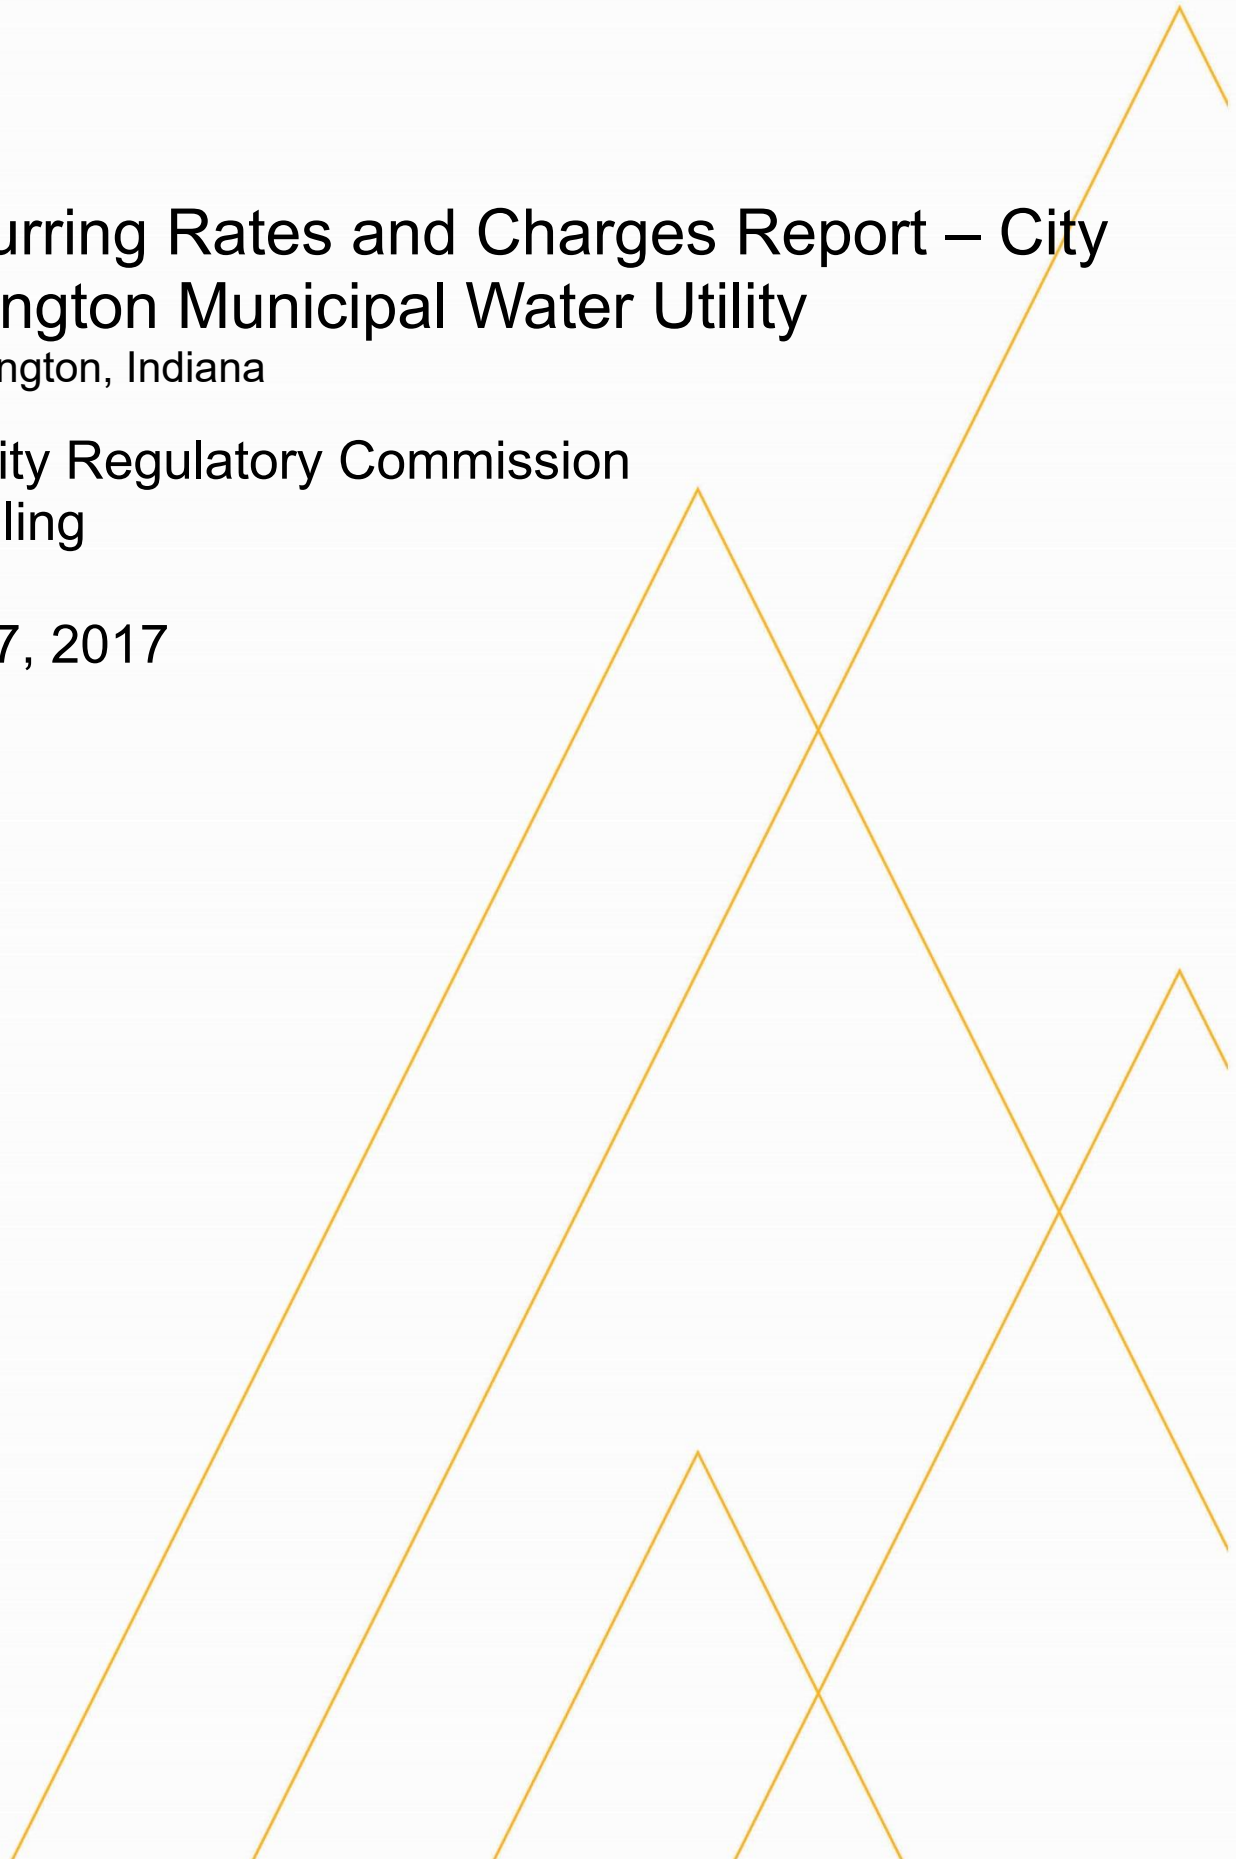 urring Rates and Charges Report – City
ngton Municipal Water Utility
ngton, Indiana
ity Regulatory Commission
ling
7, 2017